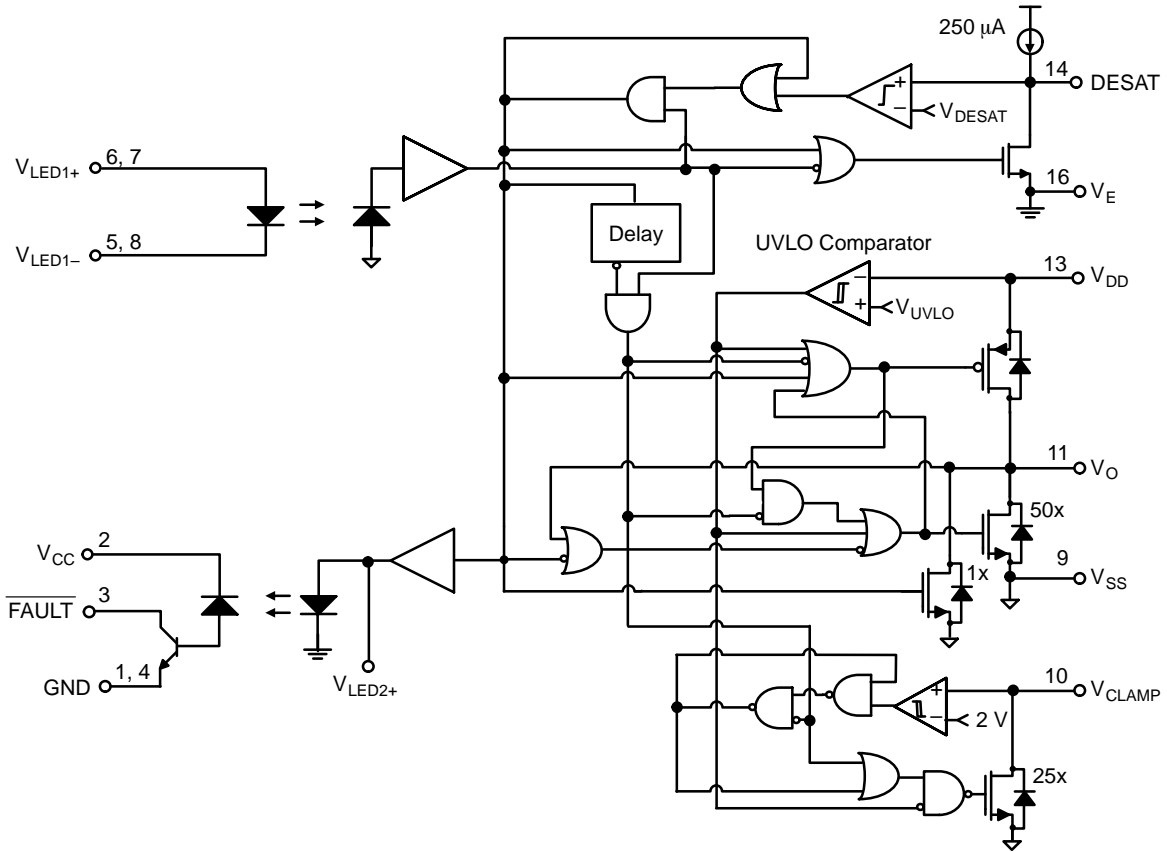 250 μA
14
DESAT
+
−
VDESAT
VLED1+
6, 7
16
VE
VLED1−
5, 8
Delay
UVLO Comparator
13
VDD
−
+
VUVLO
11
VO
50x
VCC
2
1x
9
VSS
FAULT
3
GND
1, 4
VLED2+
10
VCLAMP
+
−
2 V
25x